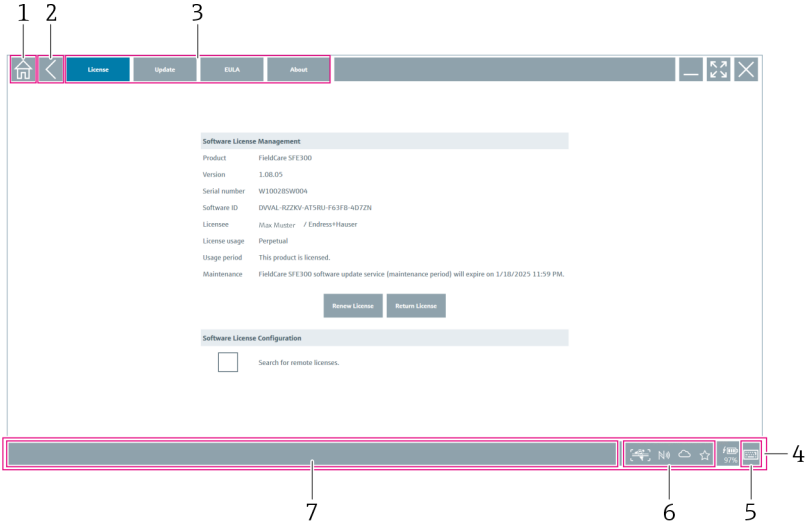 1 2 3
License Update EULA About
Software License Management
Product FieldCare SFE300
Version 1.08.05
Serial number W1002BSW004
Software ID DVVAL-RZZKV-AT5RU-F63F8-4D7ZN
Licensee Max Muster / Endress+Hauser
License usage Perpetual
Usage period This product is licensed.
Maintenance FieldCare SFE300 software update service (maintenance period) will expire on 1/18/2025 11:59 PM.
Renew License Return License
Software License Configuration
Search for remote licenses.
N
97%
4
7 6 5